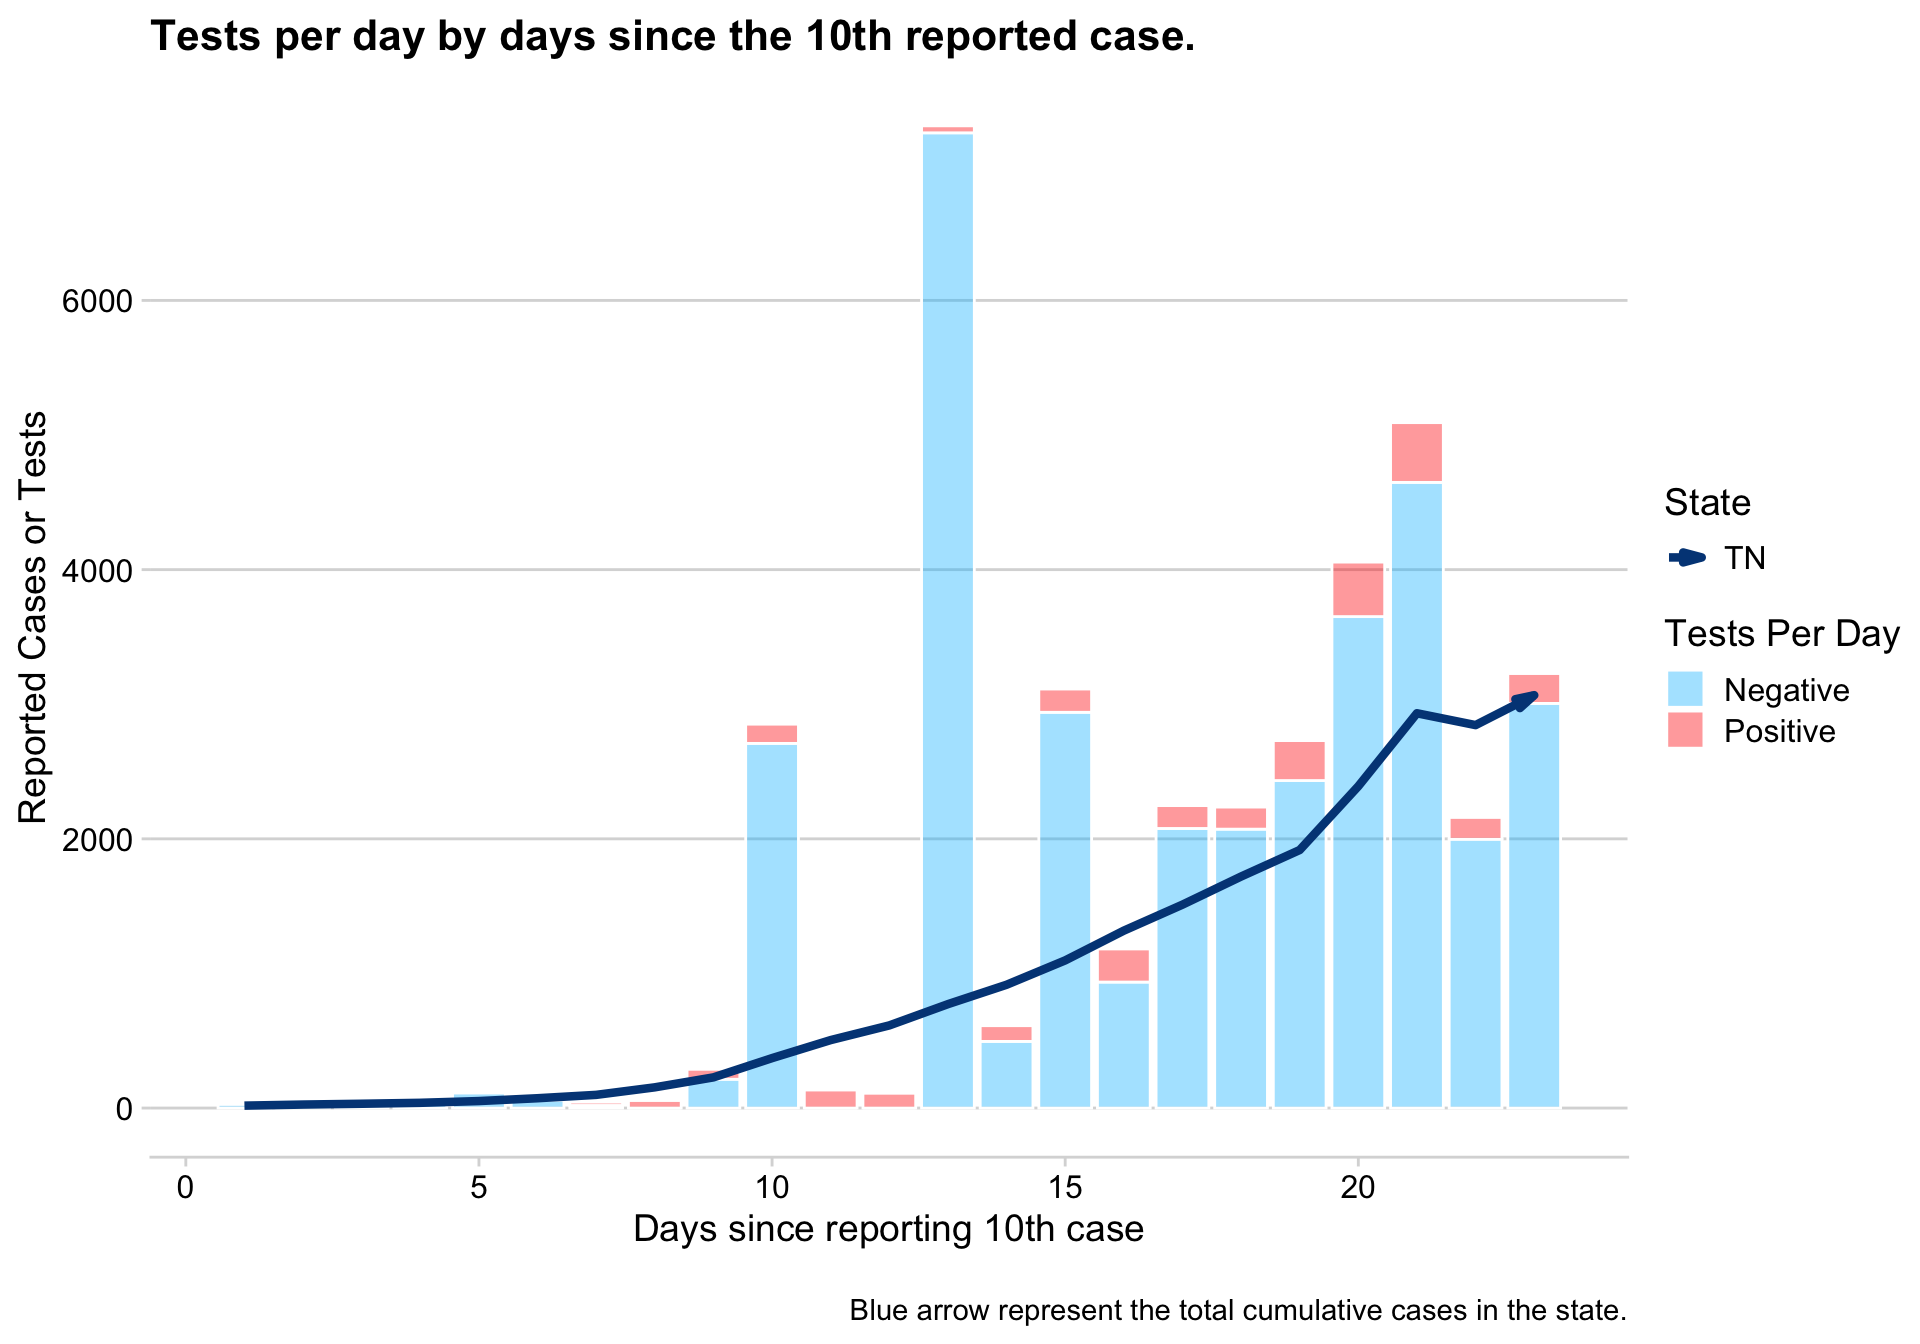 Tests per day by days since the 10th reported case.
Reported Cases or Tests
6000
4000
2000
0
0 5 10 15 20
Days since reporting 10th case
State
TN
Tests Per Day
Negative
Positive
Blue arrow represent the total cumulative cases in the state.